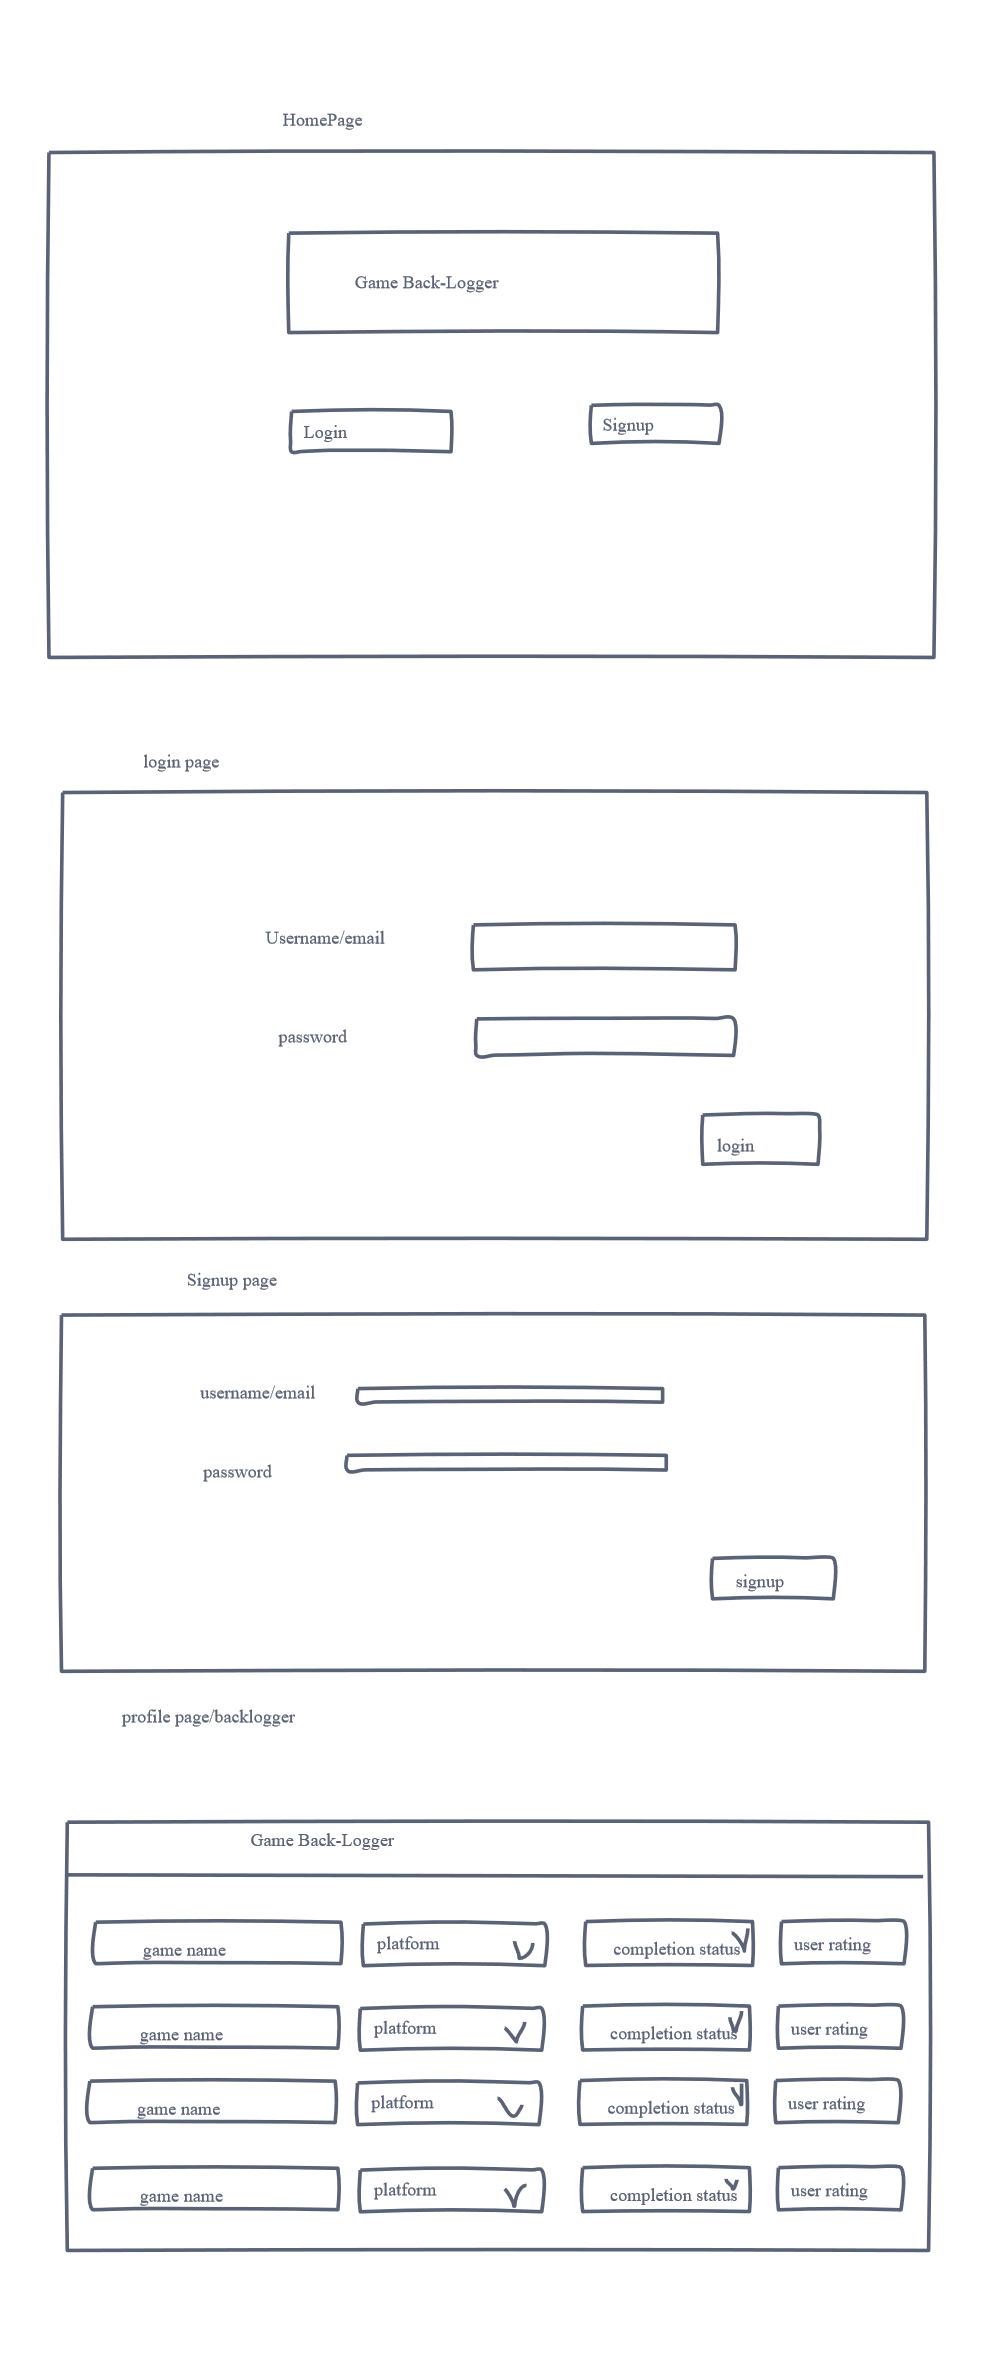 HomePage
Game Back-Logger
Login
Signup
login page
Username/email
password
login
Signup page
username/email
password
signup
profile page/backlogger
Game Back-Logger
game name platform completion status user rating
game name platform completion status user rating
game name platform completion status user rating
game name platform completion status user rating